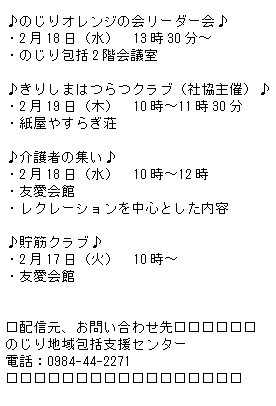 ♪のじりオレンジの会リーダー会♪
・2月18日（水）　13時30分～
・のじり包括2階会議室
♪きりしまはつらつクラブ（社協主催）♪
・2月19日（木）　10時～11時30分
・紙屋やすらぎ荘
♪介護者の集い♪
・2月18日（水）　10時～12時
・友愛会館
・レクレーションを中心とした内容
♪貯筋クラブ♪
・2月17日（火）　10時～
・友愛会館
□配信元、お問い合わせ先□□□□□□
のじり地域包括支援センター
電話：0984-44-2271
□□□□□□□□□□□□□□□□□